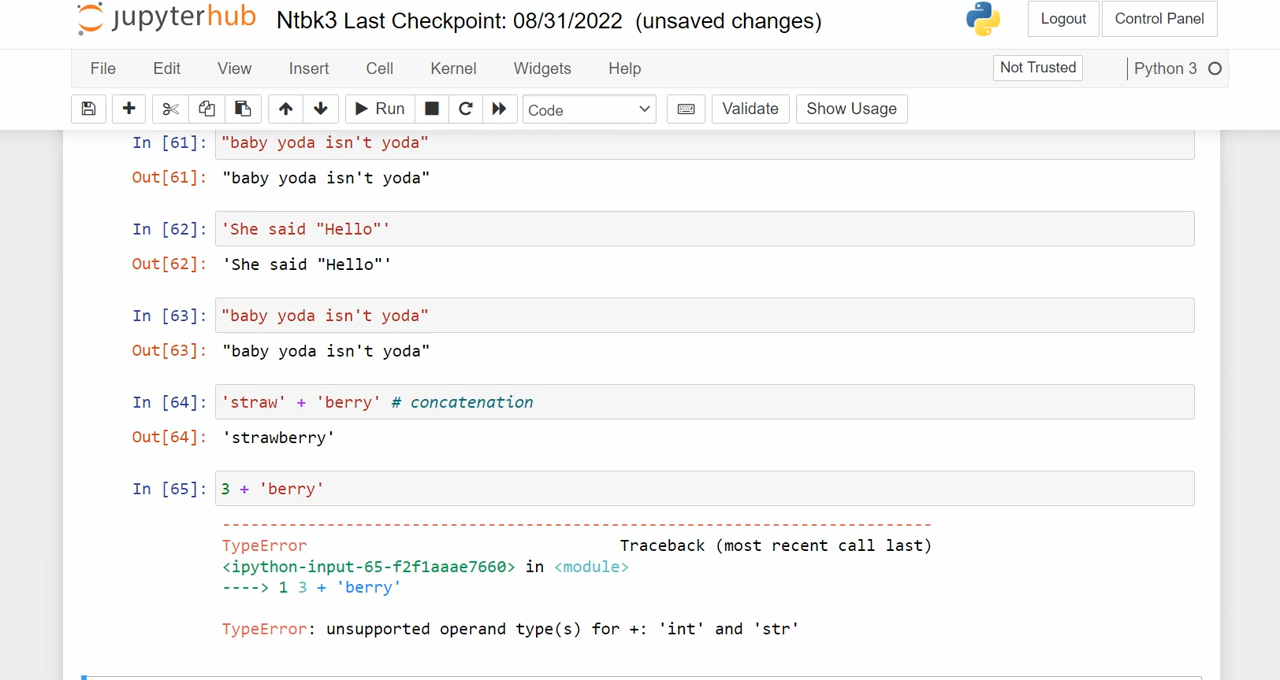 jupyterhub Ntbk3 Last Checkpoint: 08/31/2022 (unsaved changes) Logout Control Panel
File Edit View Insert Cell Kernel Widgets Help Not Trusted Python 3
Run Code Validate Show Usage
In [61]: "baby yoda isn't yoda"
Out[61]: "baby yoda isn't yoda"
In [62]: 'She said "Hello"'
Out[62]: 'She said "Hello"'
In [63]: "baby yoda isn't yoda"
Out[63]: "baby yoda isn't yoda"
In [64]: 'straw' + 'berry' # concatenation
Out[64]: 'strawberry'
In [65]: 3 + 'berry'
---------------------------------------------------------------------------
TypeError Traceback (most recent call last)
<ipython-input-65-f2f1aaae7660> in <module>
----> 1 3 + 'berry'
TypeError: unsupported operand type(s) for +: 'int' and 'str'